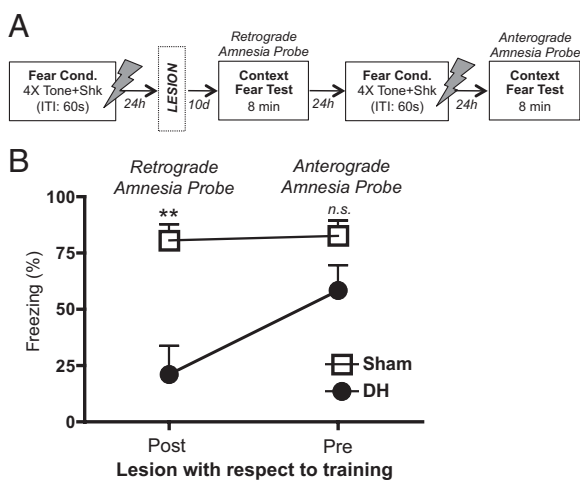 A
Retrograde
Amnesia Probe
Anterograde
Amnesia Probe
Fear Cond.
4X Tone+Shk
(ITI: 60s)
24h
LESION
10d
Context
Fear Test
8 min
24h
Fear Cond.
4X Tone+Shk
(ITI: 60s)
24h
Context
Fear Test
8 min
B
Retrograde
Amnesia Probe
Anterograde
Amnesia Probe
**
n.s.
100
75
50
25
0
Freezing (%)
Sham
DH
Post
Pre
Lesion with respect to training